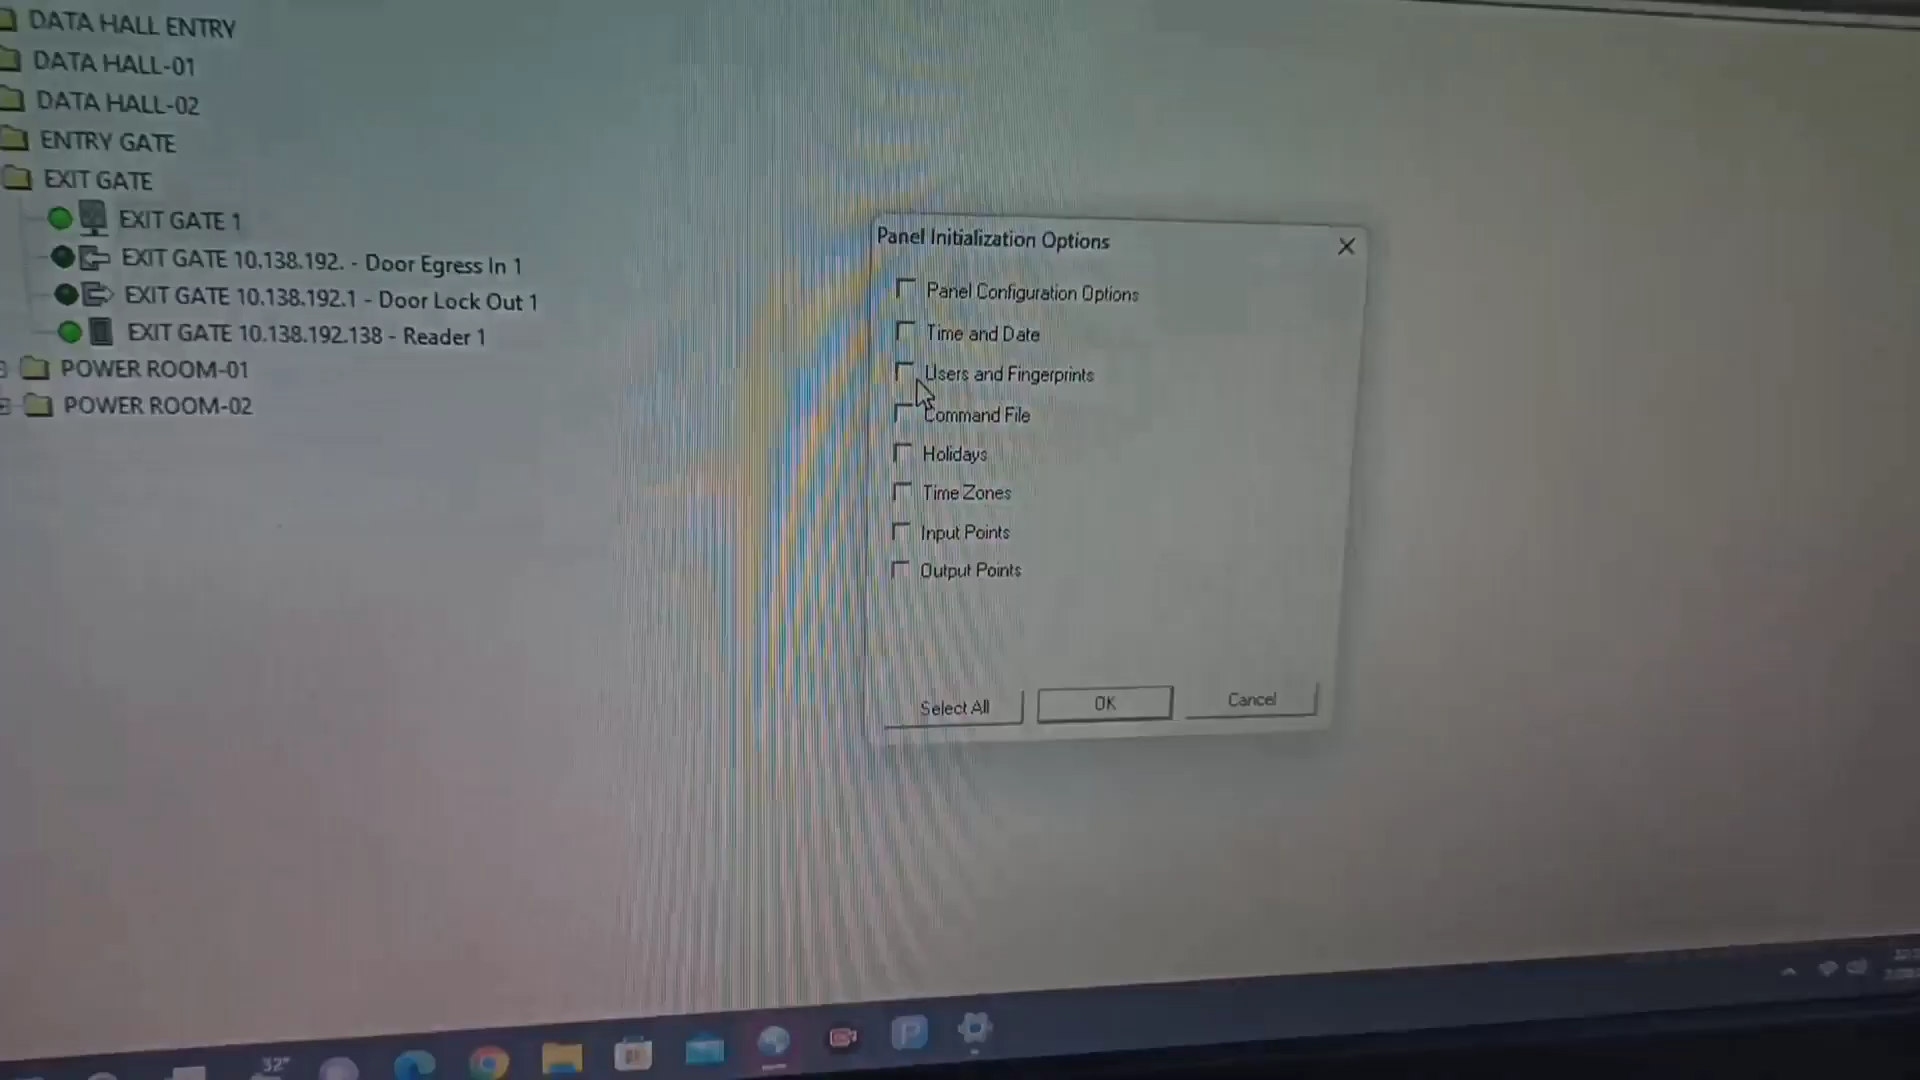 DATA HALL ENTRY
DATA HALL-01
DATA HALL-02
ENTRY GATE
EXIT GATE
EXIT GATE 1
EXIT GATE 10.138.192. - Door Egress In 1
EXIT GATE 10.138.192.1 - Door Lock Out 1
EXIT GATE 10.138.192.138 - Reader 1
POWER ROOM-01
POWER ROOM-02
Panel Initialization Options
Panel Configuration Options
Time and Date
Users and Fingerprints
Command File
Holidays
Time Zones
Input Points
Output Points
Select All
OK
Cancel
32°